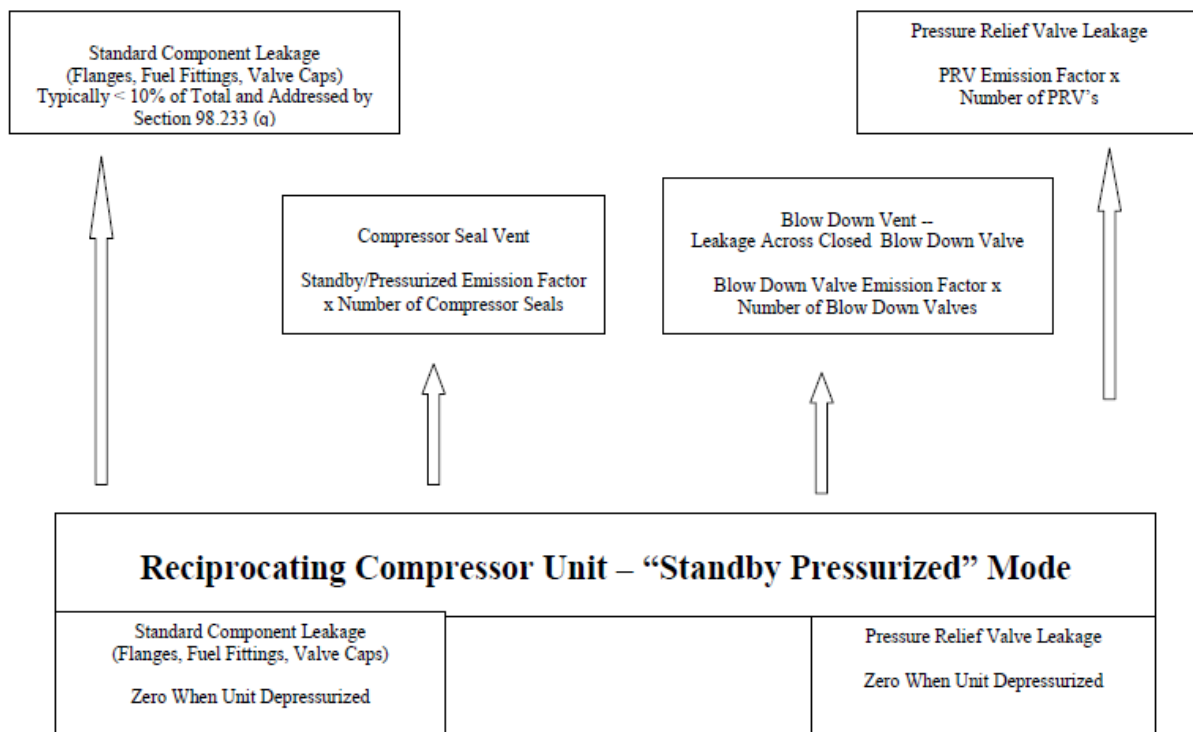 Standard Component Leakage
(Flanges, Fuel Fittings, Valve Caps)
Typically < 10% of Total and Addressed by
Section 98.233 (q)
Pressure Relief Valve Leakage
PRV Emission Factor x
Number of PRV's
Compressor Seal Vent
Standby/Pressurized Emission Factor
x Number of Compressor Seals
Blow Down Vent --
Leakage Across Closed Blow Down Valve
Blow Down Valve Emission Factor x
Number of Blow Down Valves
Reciprocating Compressor Unit – “Standby Pressurized” Mode
Standard Component Leakage
(Flanges, Fuel Fittings, Valve Caps)
Zero When Unit Depressurized
Pressure Relief Valve Leakage
Zero When Unit Depressurized